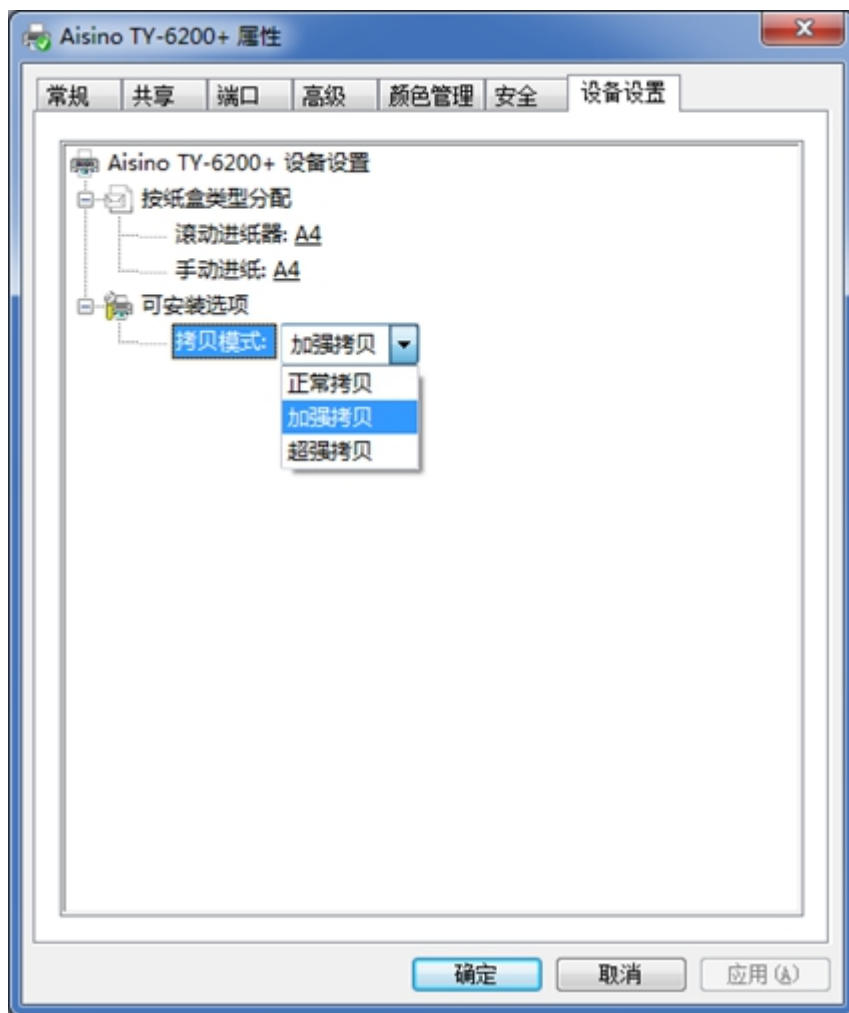 Aisino TY-6200+ 属性
常规 共享 端口 高级 颜色管理 安全 设备设置
Aisino TY-6200+ 设备设置
按纸盒类型分配
滚动进纸器: A4
手动进纸: A4
可安装选项
拷贝模式: 加强拷贝
正常拷贝
加强拷贝
超强拷贝
确定 取消 应用(A)